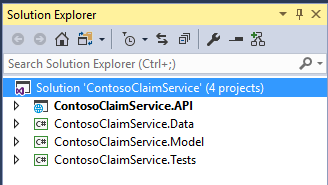 Solution Explorer
Search Solution Explorer (Ctrl+;)
Solution 'ContosoClaimService' (4 projects)
ContosoClaimService.API
C# ContosoClaimService.Data
C# ContosoClaimService.Model
C# ContosoClaimService.Tests